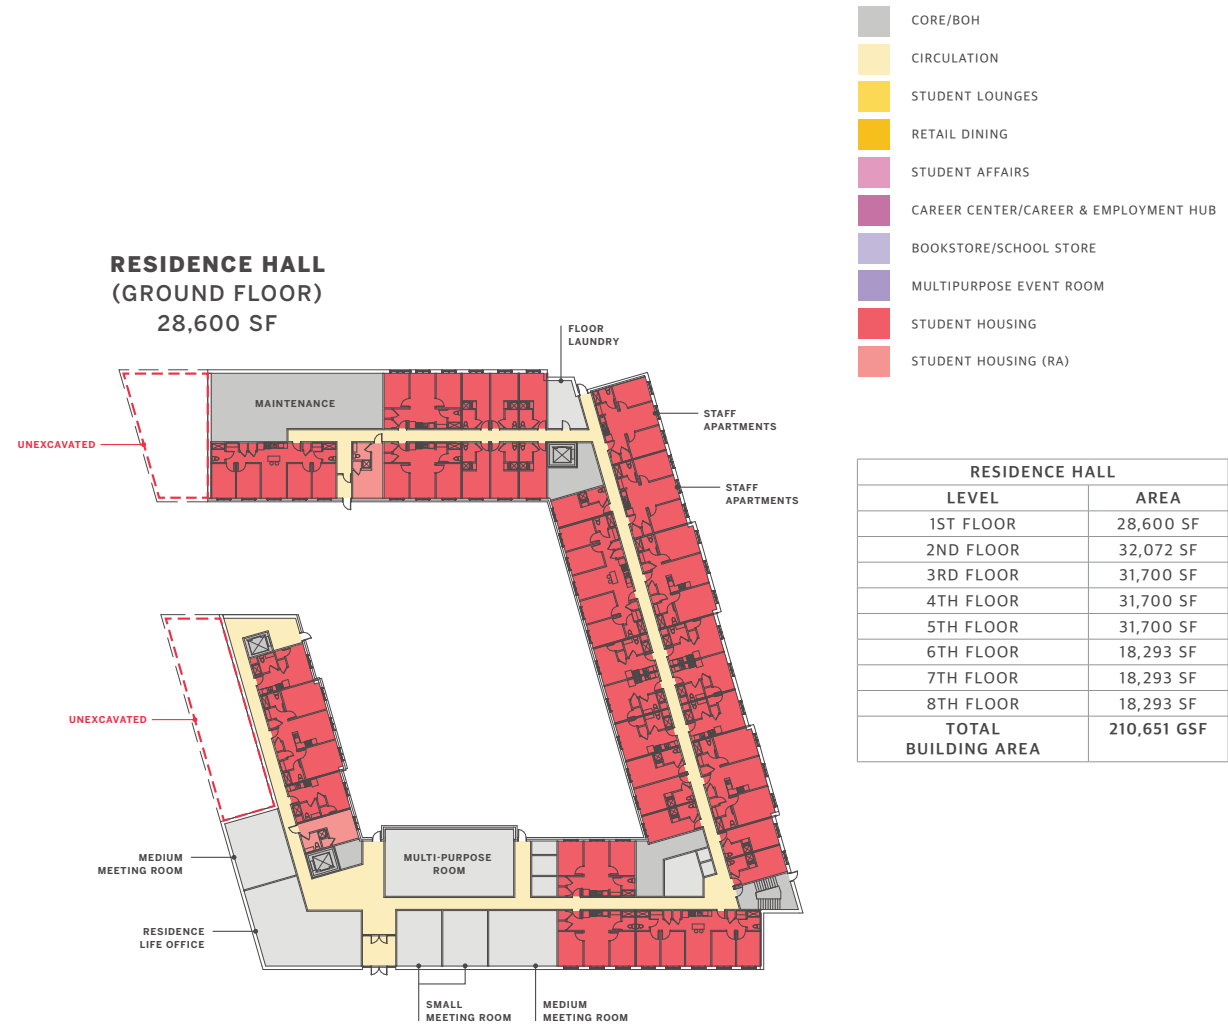 CORE/BOH
CIRCULATION
STUDENT LOUNGES
RETAIL DINING
STUDENT AFFAIRS
CAREER CENTER/CAREER & EMPLOYMENT HUB
BOOKSTORE/SCHOOL STORE
MULTIPURPOSE EVENT ROOM
STUDENT HOUSING
STUDENT HOUSING (RA)
RESIDENCE HALL
(GROUND FLOOR)
28,600 SF
FLOOR
LAUNDRY
MAINTENANCE
STAFF
APARTMENTS
UNEXCAVATED
STAFF
APARTMENTS
UNEXCAVATED
MEDIUM
MEETING ROOM
MULTI-PURPOSE
ROOM
RESIDENCE
LIFE OFFICE
SMALL
MEETING ROOM
MEDIUM
MEETING ROOM
RESIDENCE HALL
LEVEL AREA
1ST FLOOR 28,600 SF
2ND FLOOR 32,072 SF
3RD FLOOR 31,700 SF
4TH FLOOR 31,700 SF
5TH FLOOR 31,700 SF
6TH FLOOR 18,293 SF
7TH FLOOR 18,293 SF
8TH FLOOR 18,293 SF
TOTAL 210,651 GSF
BUILDING AREA